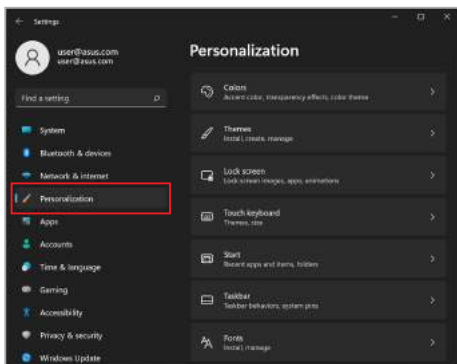 Settings
user@asus.com
user@asus.com
Find a setting
System
Bluetooth & devices
Network & internet
Personalization
Apps
Accounts
Time & language
Gaming
Accessibility
Privacy & security
Windows Update
Personalization
Colors
Accent color, transparency effects, color theme
Themes
Install, create, manage
Lock screen
Lock screen images, apps, animations
Touch keyboard
Themes, size
Start
Recent apps and items, folders
Taskbar
Taskbar behaviors, system pins
Fonts
Install, manage